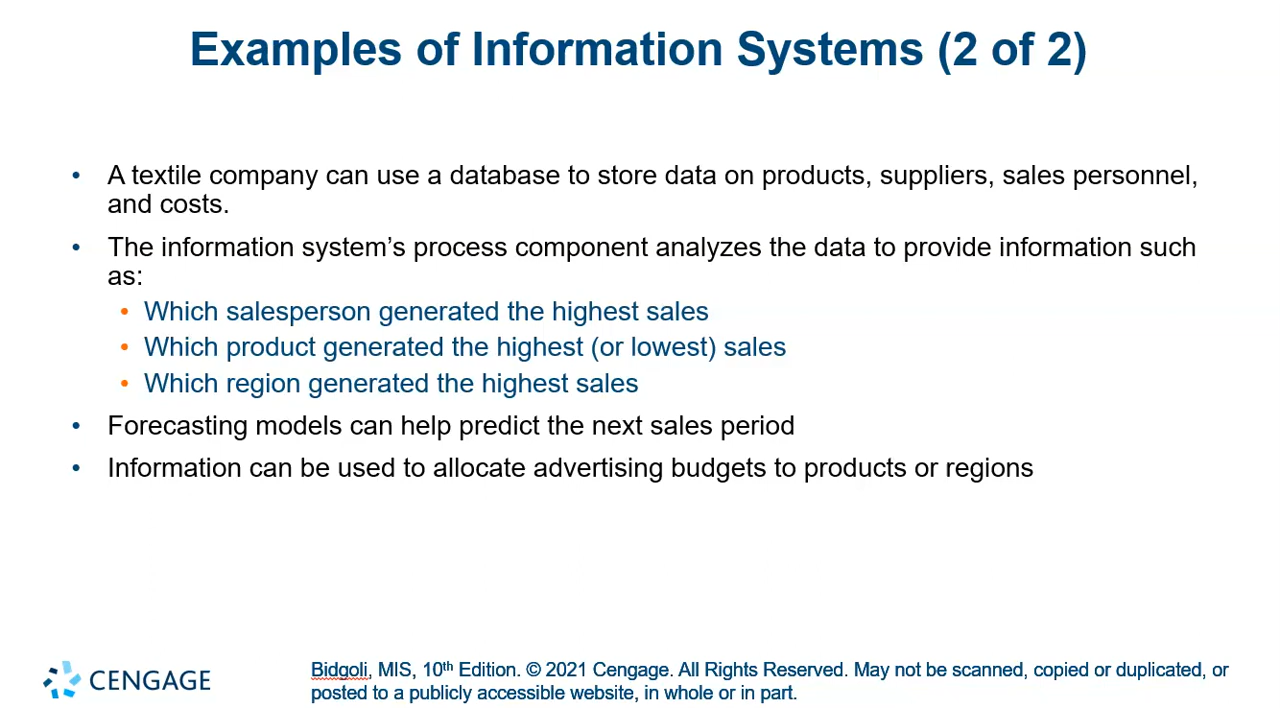 Examples of Information Systems (2 of 2)
• A textile company can use a database to store data on products, suppliers, sales personnel,
and costs.
• The information system’s process component analyzes the data to provide information such
as:
• Which salesperson generated the highest sales
• Which product generated the highest (or lowest) sales
• Which region generated the highest sales
• Forecasting models can help predict the next sales period
• Information can be used to allocate advertising budgets to products or regions
CENGAGE
Bidgoli, MIS, 10th Edition. © 2021 Cengage. All Rights Reserved. May not be scanned, copied or duplicated, or
posted to a publicly accessible website, in whole or in part.